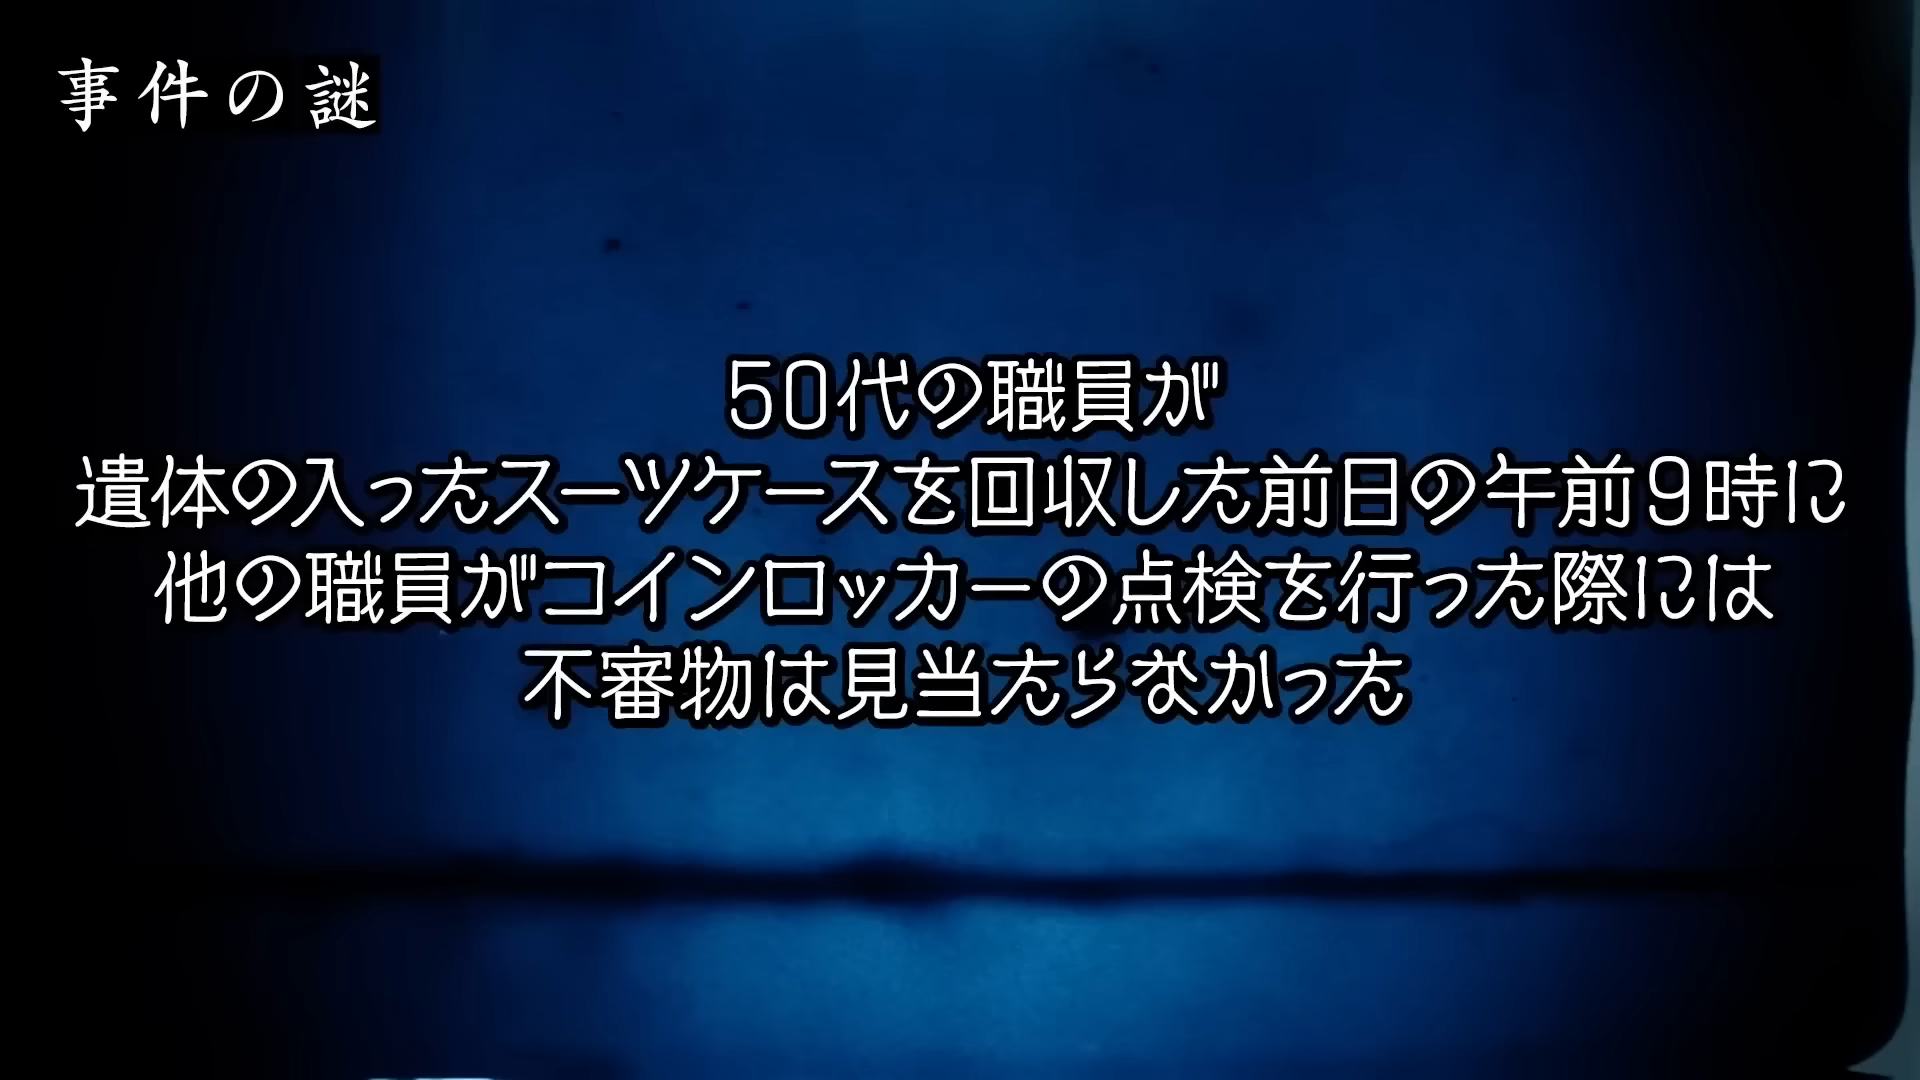 事件の謎
50代の職員が
遺体の入ったスーツケースを回収した前日の午前9時に
他の職員がコインロッカーの点検を行った際には
不審物は見当たらなかった